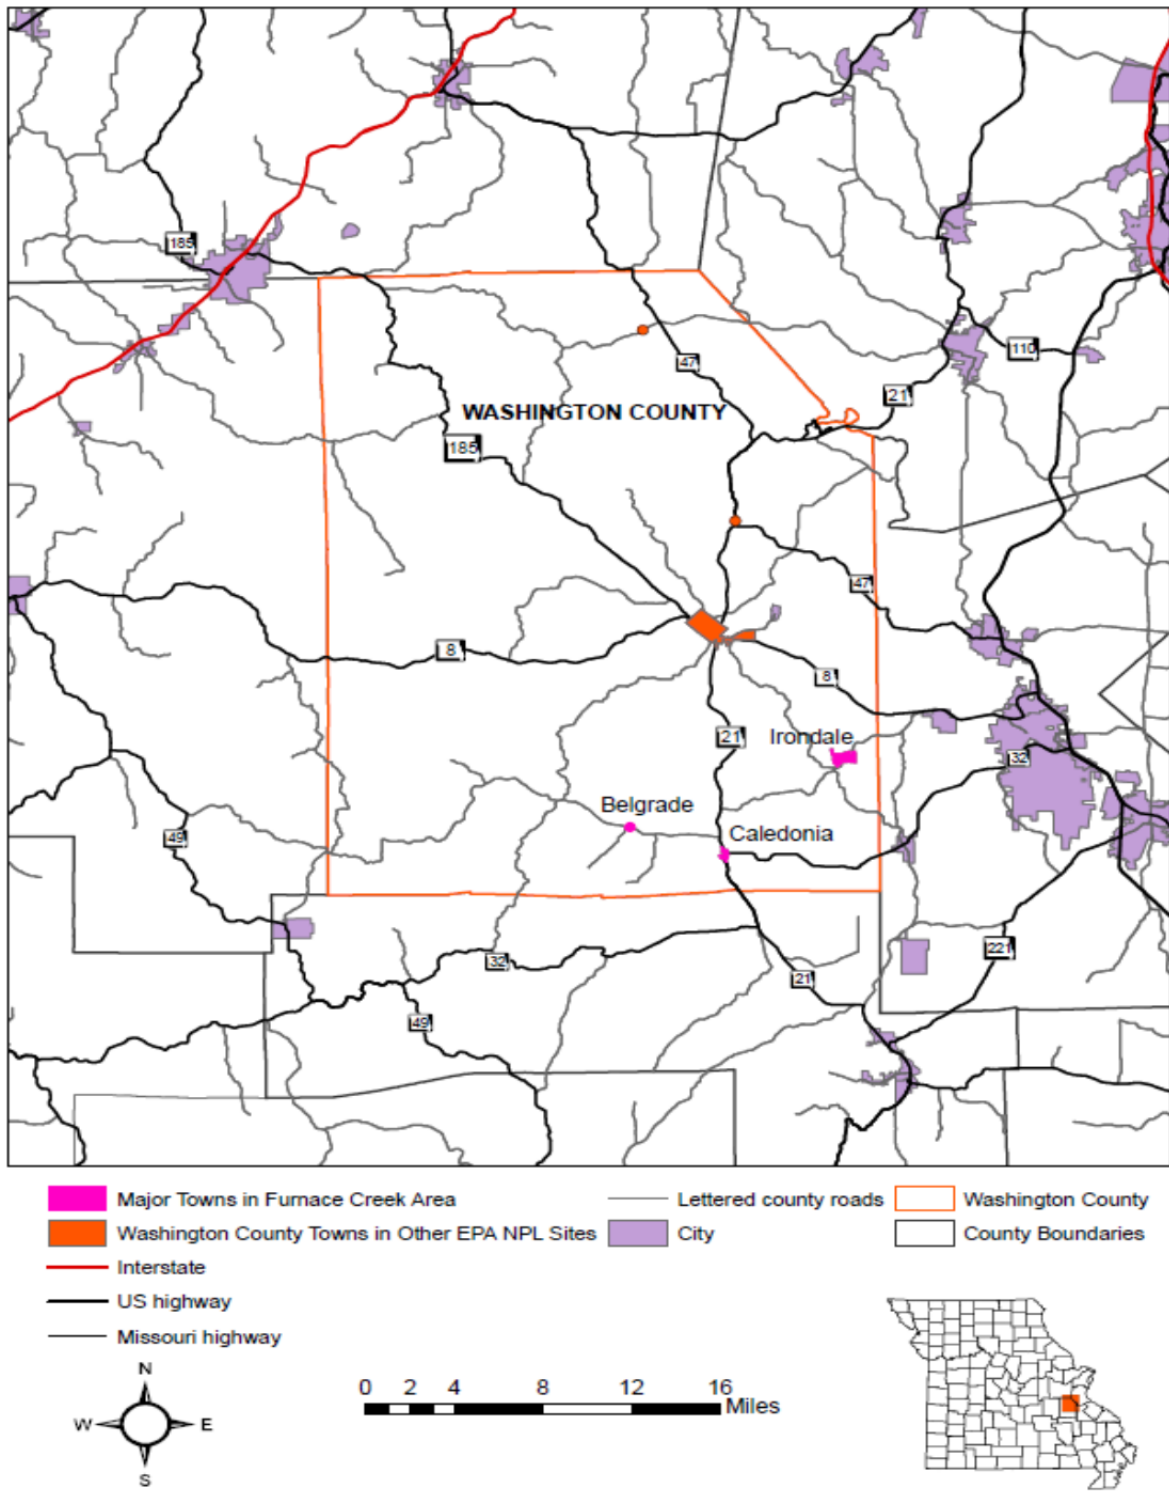 185
47
110
21
WASHINGTON COUNTY
185
47
8
8
21
Irondale
32
Belgrade
Caledonia
49
32
221
21
49
Major Towns in Furnace Creek Area
Lettered county roads
Washington County
Washington County Towns in Other EPA NPL Sites
City
County Boundaries
Interstate
US highway
Missouri highway
N
W E
S
0 2 4 8 12 16
Miles